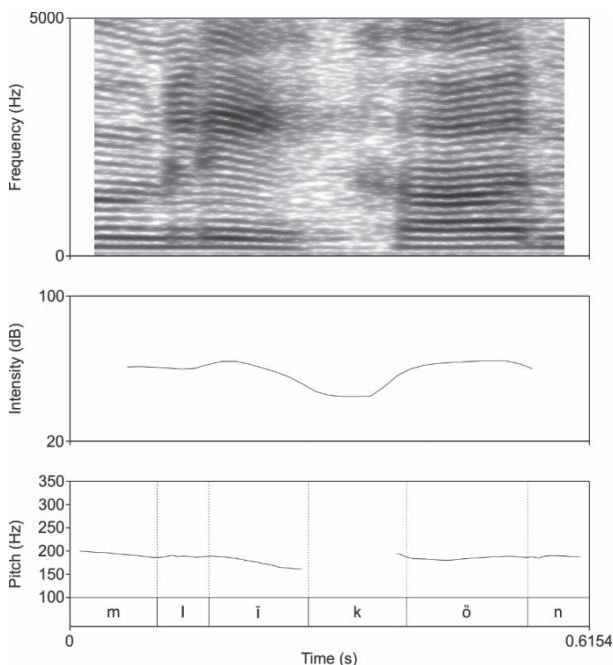 5000
Frequency (Hz)
0
100
Intensity (dB)
20
350
300
250
200
150
100
Pitch (Hz)
m l ī k ȍ n
0 0.6154
Time (s)